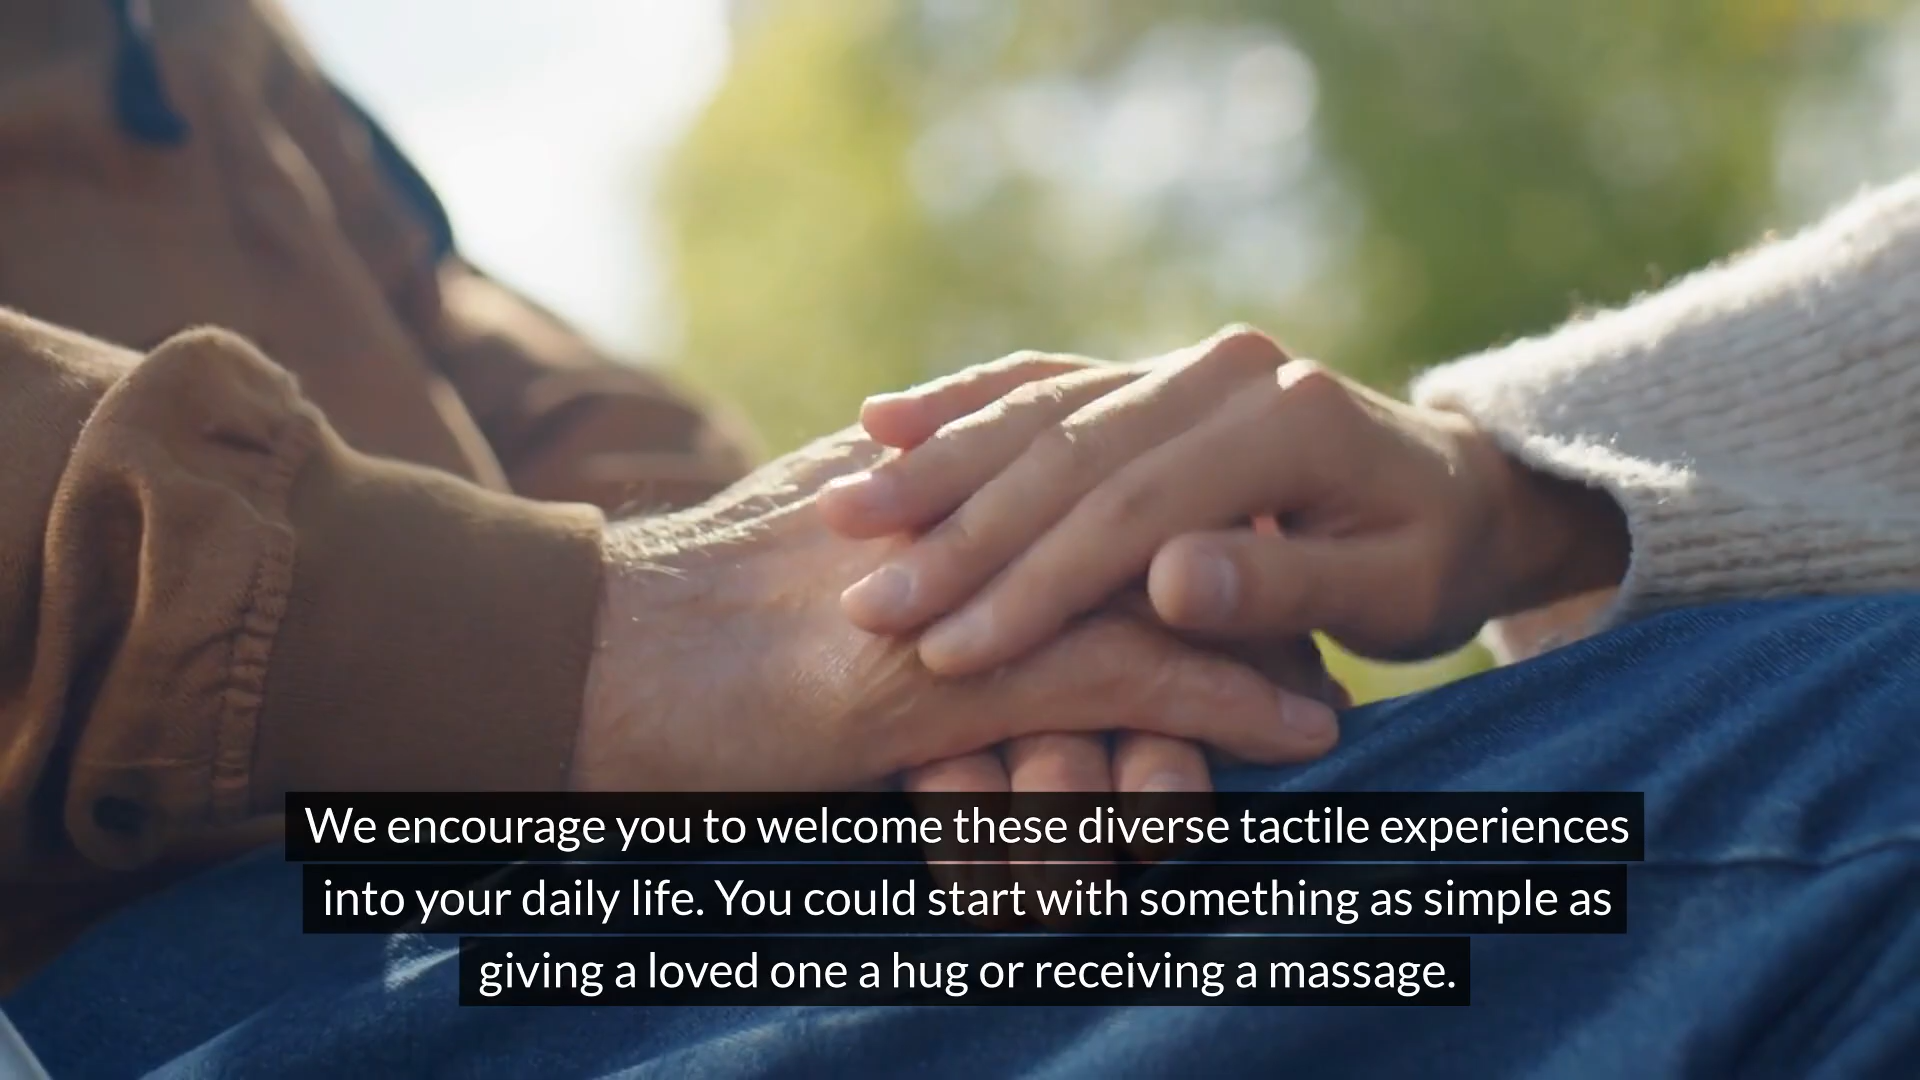 We encourage you to welcome these diverse tactile experiences
into your daily life. You could start with something as simple as
giving a loved one a hug or receiving a massage.